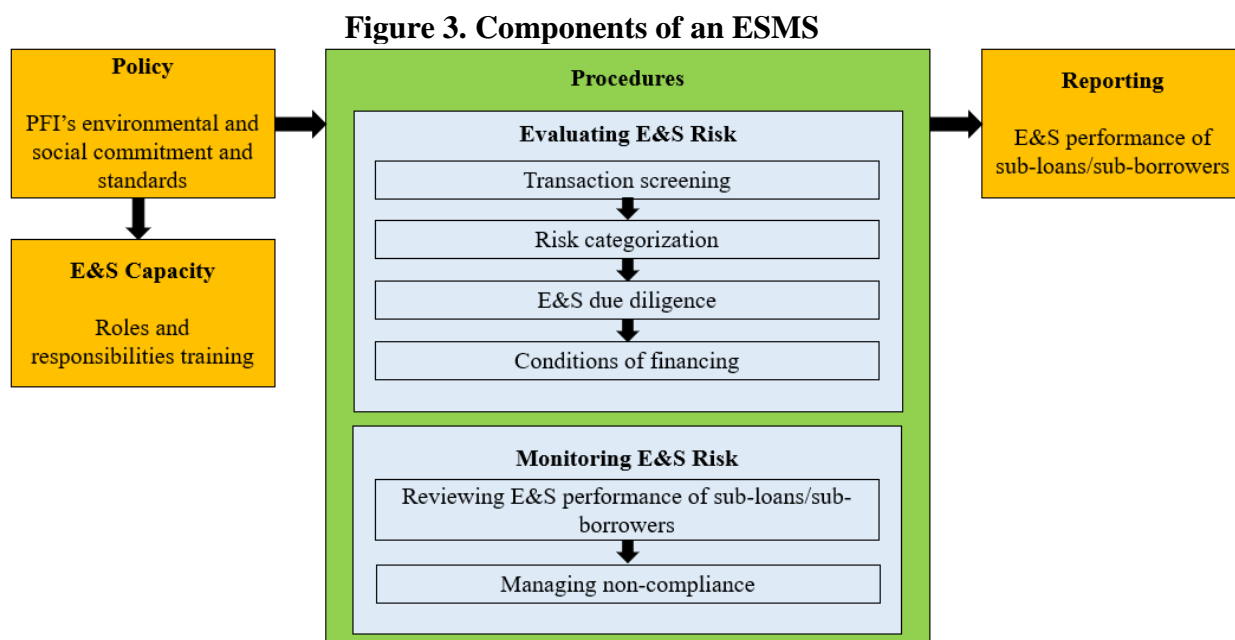 Figure 3. Components of an ESMS
Policy
PFI's environmental and
social commitment and
standards
E&S Capacity
Roles and
responsibilities training
Procedures
Evaluating E&S Risk
Transaction screening
Risk categorization
E&S due diligence
Conditions of financing
Monitoring E&S Risk
Reviewing E&S performance of sub-loans/sub-
borrowers
Managing non-compliance
Reporting
E&S performance of
sub-loans/sub-borrowers